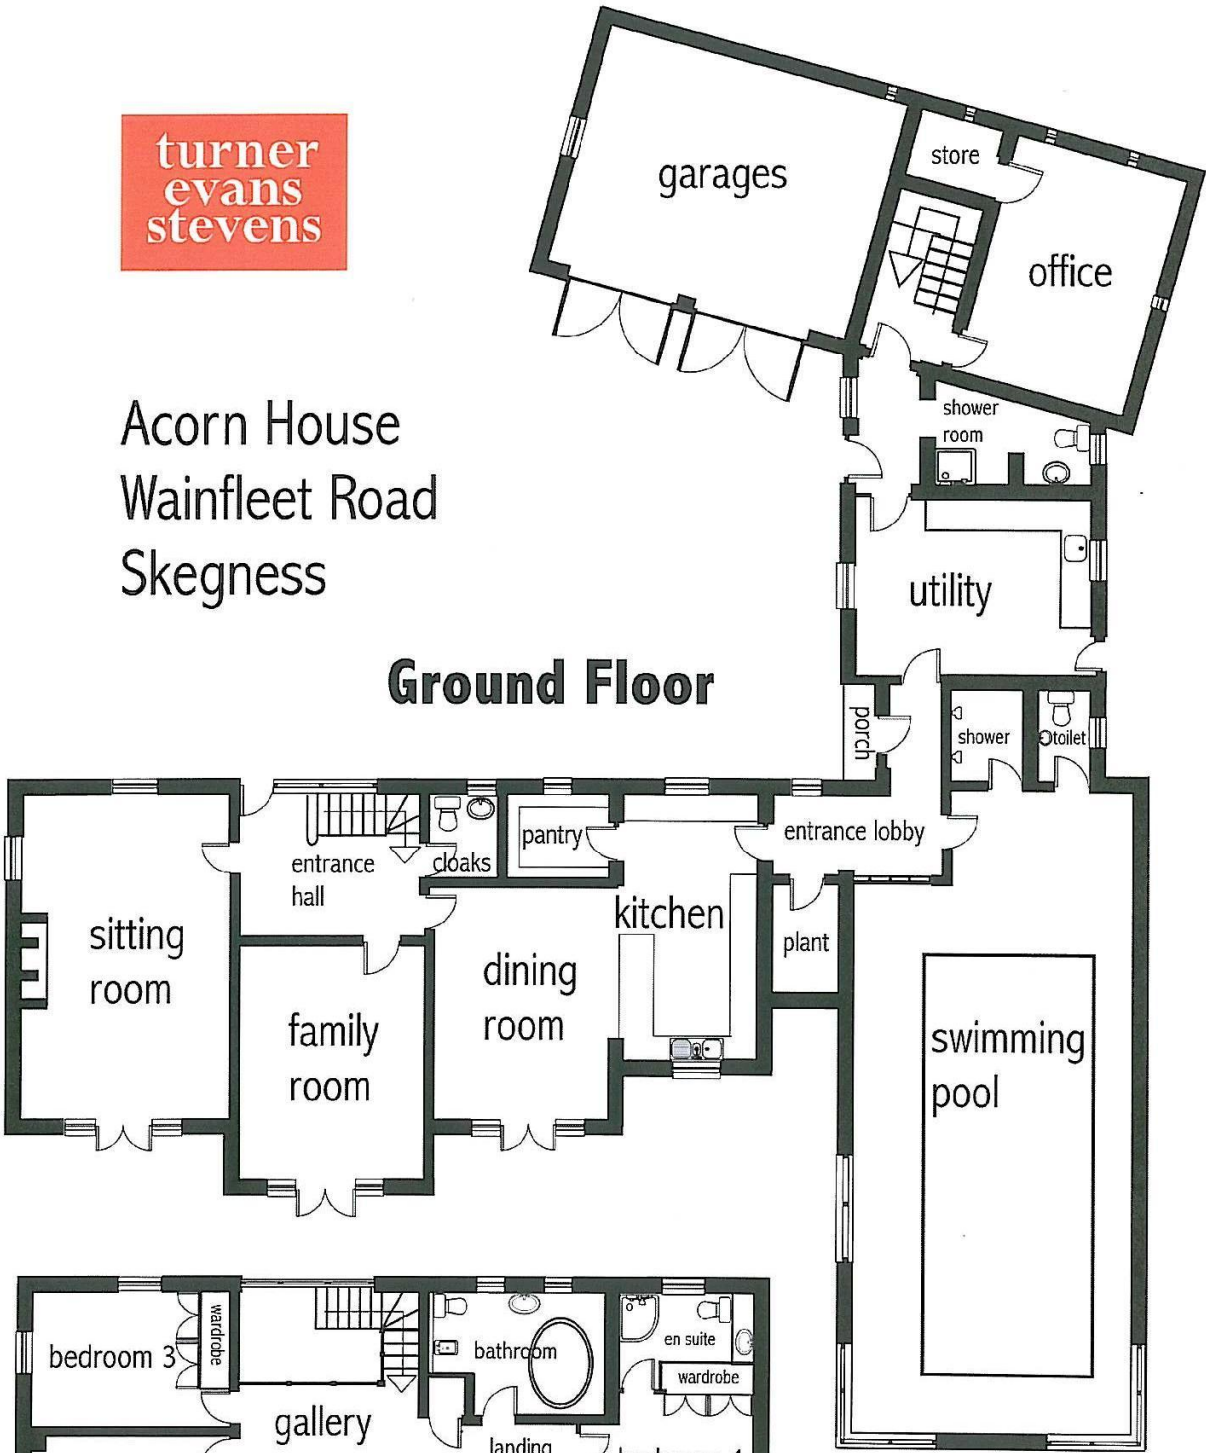 turner
evans
stevens
garages
store
office
Acorn House
Wainfleet Road
Skegness
shower
room
utility
Ground Floor
porch
shower
toilet
entrance
hall
cloaks
pantry
entrance lobby
kitchen
sitting
room
dining
room
plant
family
room
swimming
pool
bedroom 3
wardrobe
bathroom
en suite
wardrobe
gallery
landing